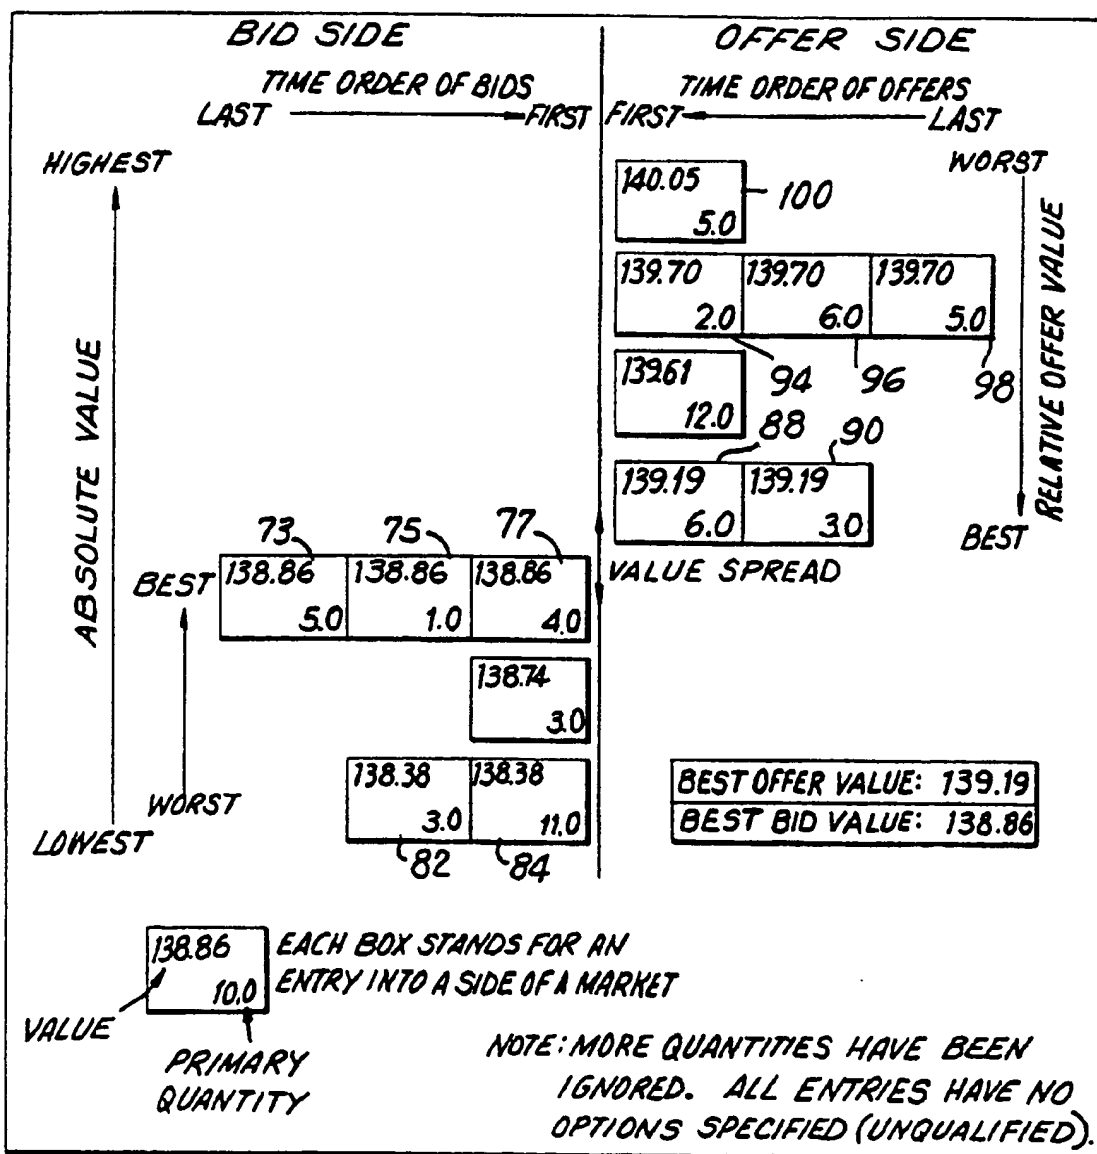 BID SIDE
OFFER SIDE
TIME ORDER OF BIDS
LAST FIRST
TIME ORDER OF OFFERS
FIRST LAST
HIGHEST
ABSOLUTE VALUE
LOWEST
WORST
RELATIVE OFFER VALUE
BEST
140.05
5.0
100
139.70 139.70 139.70
2.0 6.0 5.0
94 96 98
139.61
12.0
88 90
139.19 139.19
6.0 3.0
VALUE SPREAD
73 75 77
BEST
138.86 138.86 138.86
5.0 1.0 4.0
138.74
3.0
WORST
138.38 138.38
3.0 11.0
82 84
BEST OFFER VALUE: 139.19
BEST BID VALUE: 138.86
138.86
10.0
VALUE
PRIMARY
QUANTITY
EACH BOX STANDS FOR AN
ENTRY INTO A SIDE OF A MARKET
NOTE: MORE QUANTITIES HAVE BEEN
IGNORED. ALL ENTRIES HAVE NO
OPTIONS SPECIFIED (UNQUALIFIED).